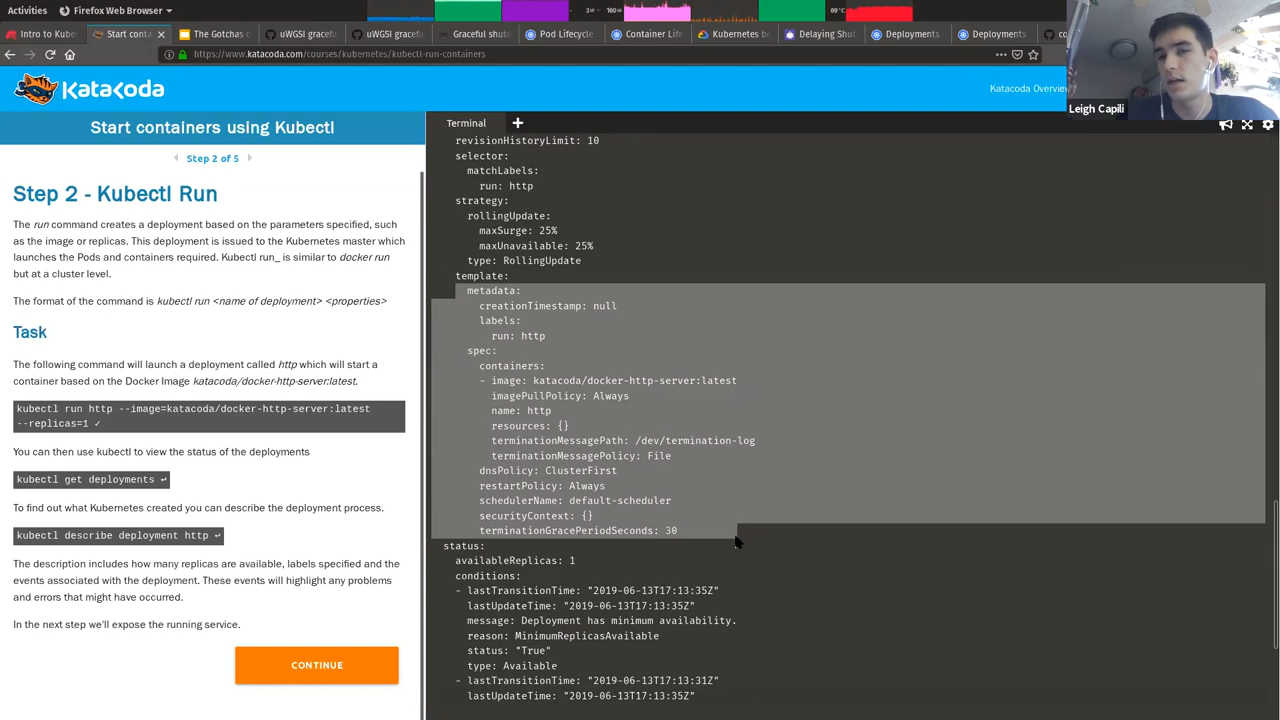 Activities
Firefox Web Browser
69°C
Intro to Kube
Start conta
The Gotchas o
uWGSI gracefu
uWSGI gracefu
Graceful shutd
Pod Lifecycle
Container Life
Kubernetes be
Delaying Shut
Deployments
Deployments
https://www.katacoda.com/courses/kubernetes/kubectl-run-containers
Katacoda
Katacoda Overview
Leigh Capili
Start containers using Kubectl
Step 2 of 5
Step 2 - Kubectl Run
The run command creates a deployment based on the parameters specified, such
as the image or replicas. This deployment is issued to the Kubernetes master which
launches the Pods and containers required. Kubectl run_ is similar to docker run
but at a cluster level.
The format of the command is kubectl run <name of deployment> <properties>
Task
The following command will launch a deployment called http which will start a
container based on the Docker Image katacoda/docker-http-server:latest.
kubectl run http --image=katacoda/docker-http-server:latest
--replicas=1 ✓
You can then use kubectl to view the status of the deployments
kubectl get deployments ↩
To find out what Kubernetes created you can describe the deployment process.
kubectl describe deployment http ↩
The description includes how many replicas are available, labels specified and the
events associated with the deployment. These events will highlight any problems
and errors that might have occurred.
In the next step we'll expose the running service.
CONTINUE
Terminal
+
revisionHistoryLimit: 10
selector:
matchLabels:
run: http
strategy:
rollingUpdate:
maxSurge: 25%
maxUnavailable: 25%
type: RollingUpdate
template:
metadata:
creationTimestamp: null
labels:
run: http
spec:
containers:
- image: katacoda/docker-http-server:latest
imagePullPolicy: Always
name: http
resources: {}
terminationMessagePath: /dev/termination-log
terminationMessagePolicy: File
dnsPolicy: ClusterFirst
restartPolicy: Always
schedulerName: default-scheduler
securityContext: {}
terminationGracePeriodSeconds: 30
status:
availableReplicas: 1
conditions:
- lastTransitionTime: "2019-06-13T17:13:35Z"
lastUpdateTime: "2019-06-13T17:13:35Z"
message: Deployment has minimum availability.
reason: MinimumReplicasAvailable
status: "True"
type: Available
- lastTransitionTime: "2019-06-13T17:13:31Z"
lastUpdateTime: "2019-06-13T17:13:35Z"